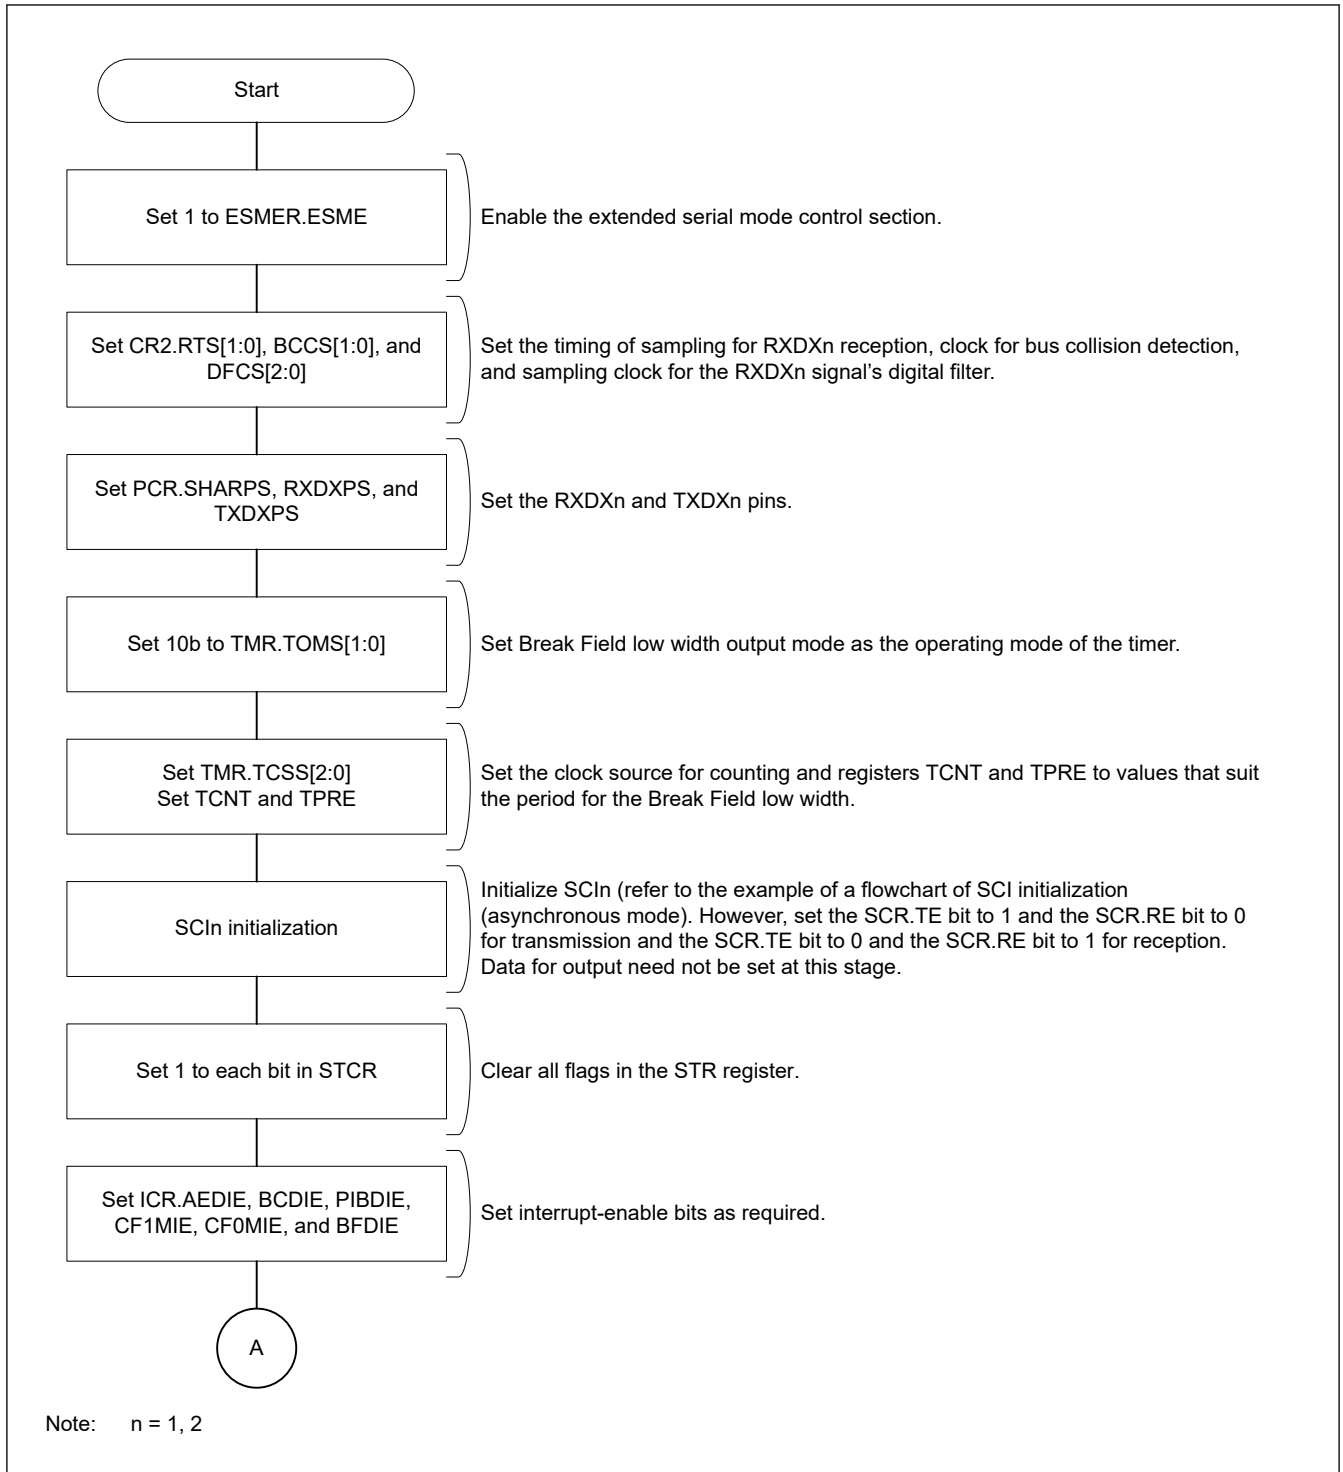 Start
Set 1 to ESMER.ESME
Enable the extended serial mode control section.
Set CR2.RTS[1:0], BCCS[1:0], and
DFCS[2:0]
Set the timing of sampling for RXDXn reception, clock for bus collision detection,
and sampling clock for the RXDXn signal’s digital filter.
Set PCR.SHARPS, RXDXPS, and
TXDXPS
Set the RXDXn and TXDXn pins.
Set 10b to TMR.TOMS[1:0]
Set Break Field low width output mode as the operating mode of the timer.
Set TMR.TCSS[2:0]
Set TCNT and TPRE
Set the clock source for counting and registers TCNT and TPRE to values that suit
the period for the Break Field low width.
SCIn initialization
Initialize SCIn (refer to the example of a flowchart of SCI initialization
(asynchronous mode). However, set the SCR.TE bit to 1 and the SCR.RE bit to 0
for transmission and the SCR.TE bit to 0 and the SCR.RE bit to 1 for reception.
Data for output need not be set at this stage.
Set 1 to each bit in STCR
Clear all flags in the STR register.
Set ICR.AEDIE, BCDIE, PIBDIE,
CF1MIE, CF0MIE, and BFDIE
Set interrupt-enable bits as required.
A
Note: n = 1, 2